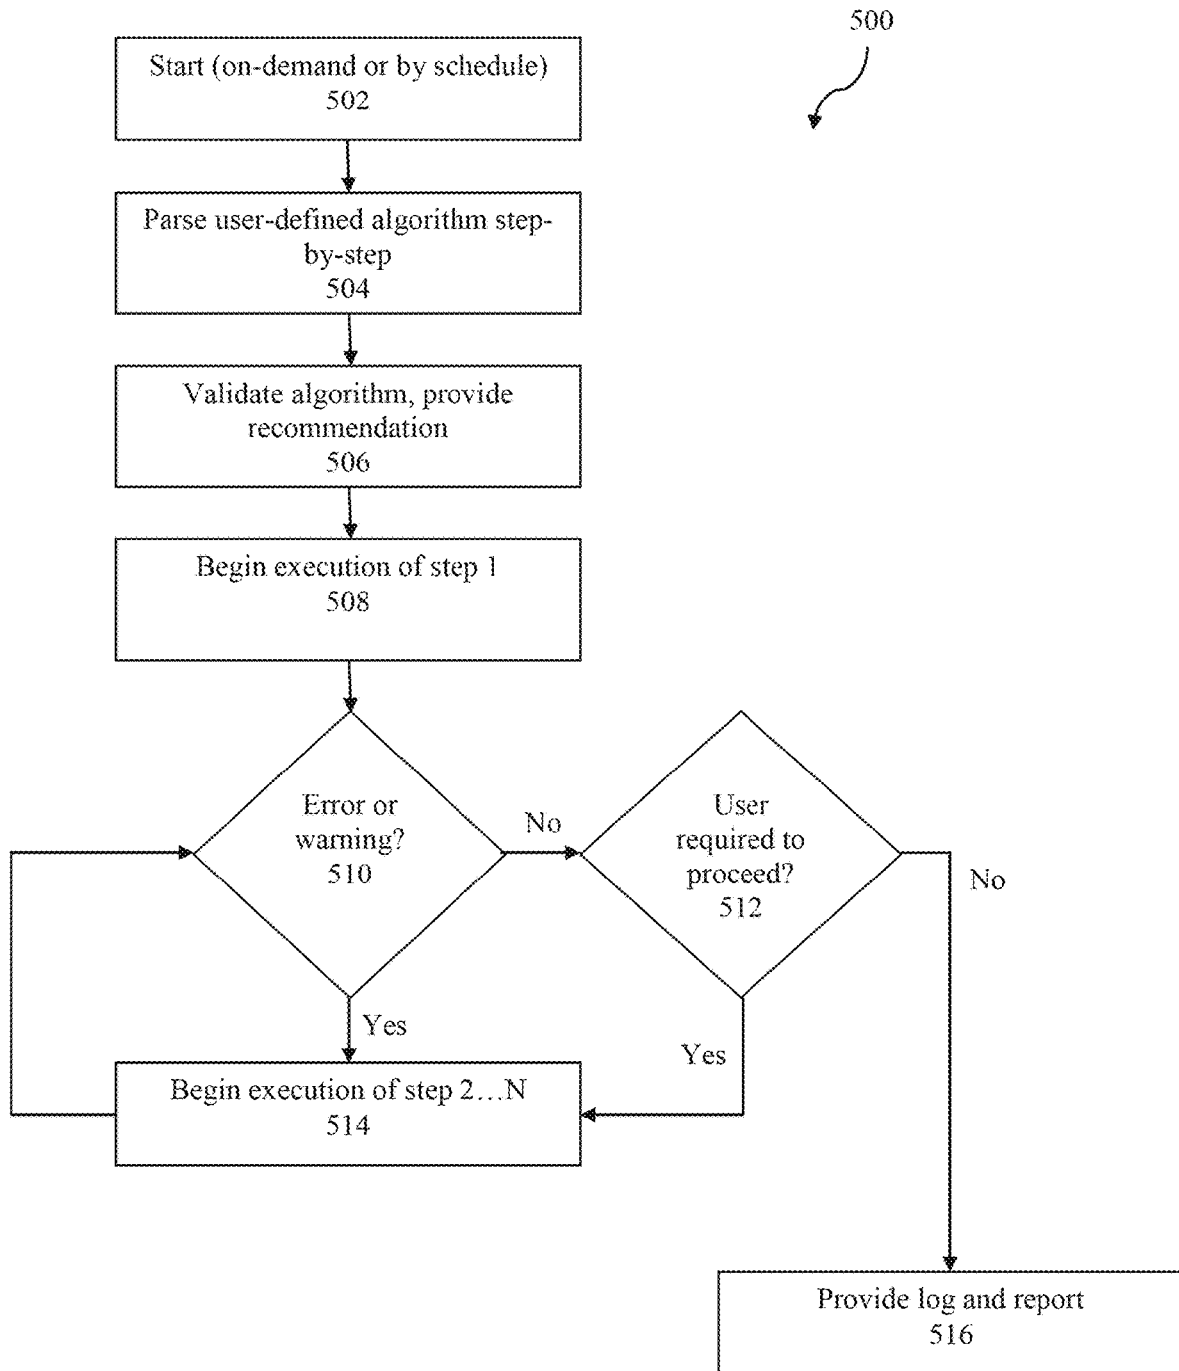 500
Start (on-demand or by schedule)
502
Parse user-defined algorithm step-
by-step
504
Validate algorithm, provide
recommendation
506
Begin execution of step 1
508
Error or
warning?
510
No
User
required to
proceed?
512
No
Yes
Yes
Begin execution of step 2…N
514
Provide log and report
516